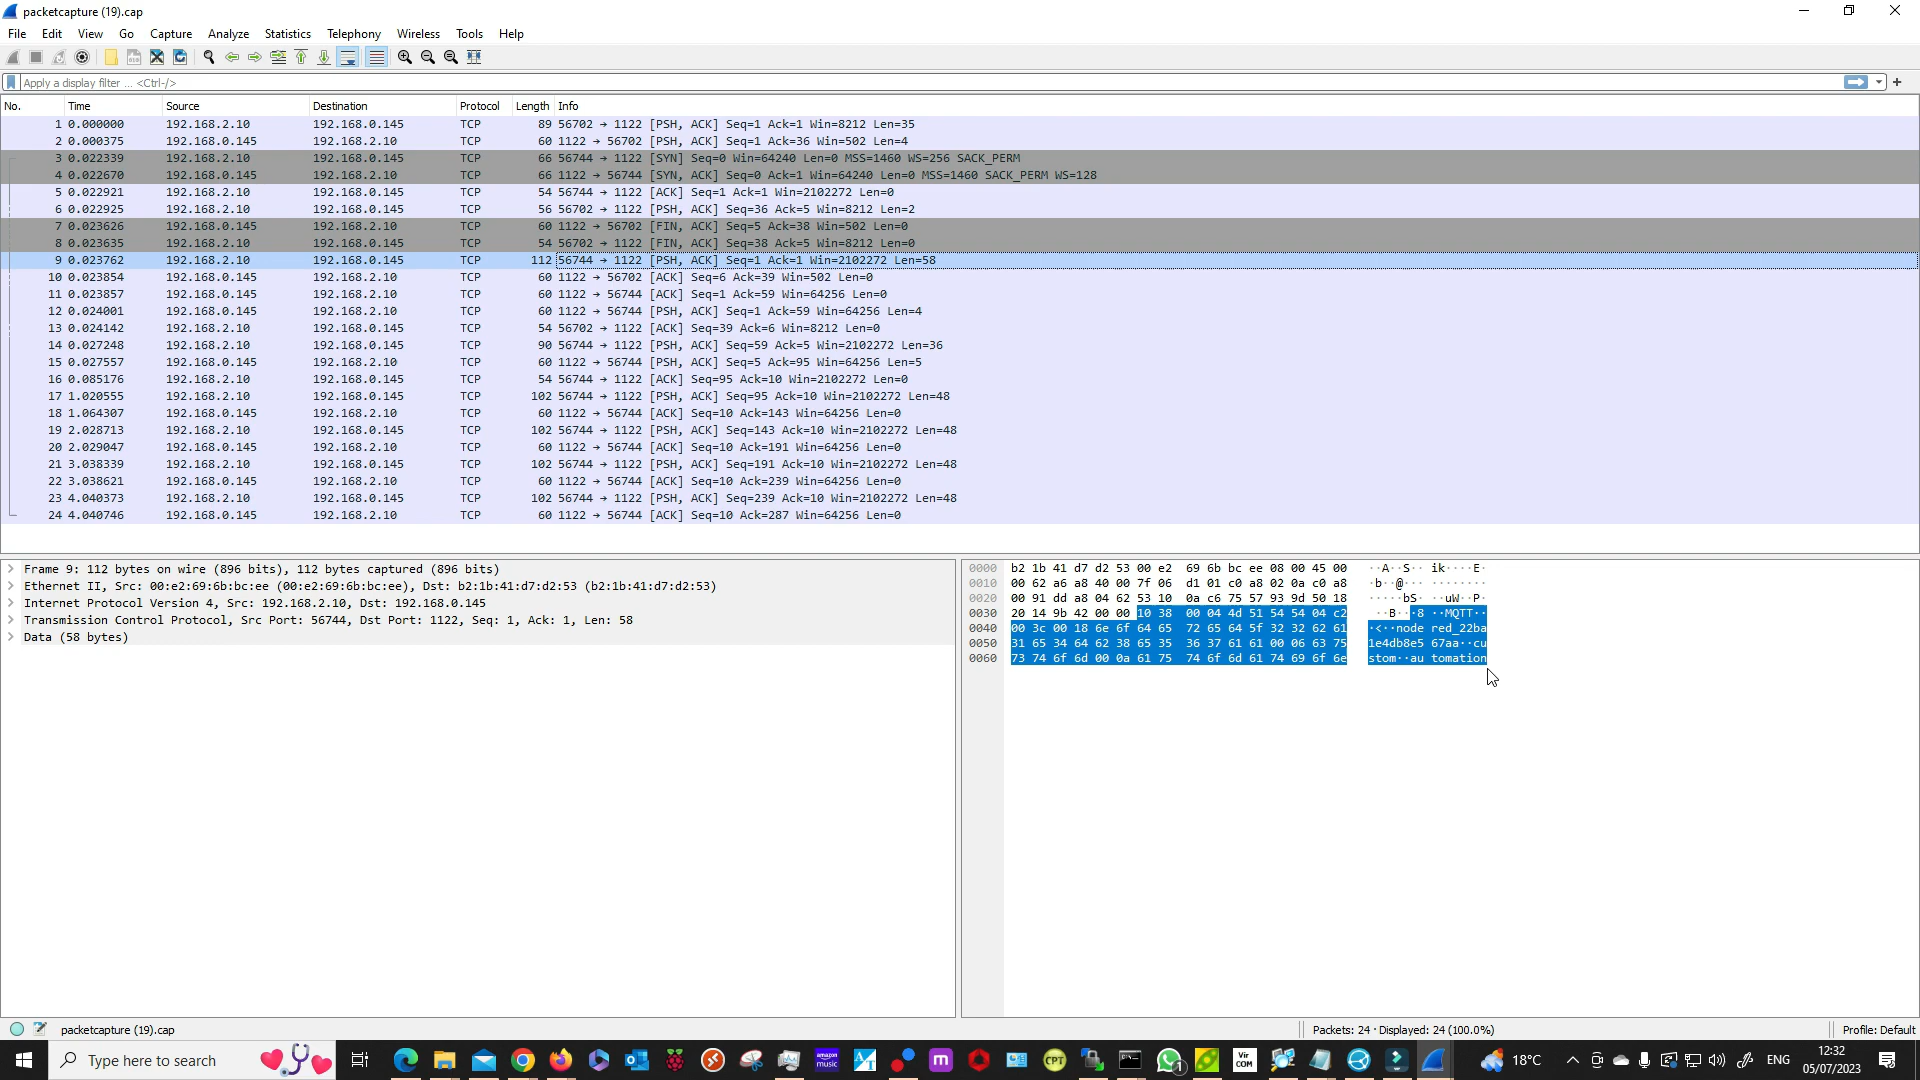 packetcapture (19).cap
File Edit View Go Capture Analyze Statistics Telephony Wireless Tools Help
Apply a display filter ... <Ctrl-/>
No. Time Source Destination Protocol Length Info
1 0.000000 192.168.2.10 192.168.0.145 TCP 89 56702 → 1122 [PSH, ACK] Seq=1 Ack=1 Win=8212 Len=35
2 0.000375 192.168.0.145 192.168.2.10 TCP 60 1122 → 56702 [PSH, ACK] Seq=1 Ack=36 Win=502 Len=4
3 0.022339 192.168.2.10 192.168.0.145 TCP 66 56744 → 1122 [SYN] Seq=0 Win=64240 Len=0 MSS=1460 WS=256 SACK_PERM
4 0.022670 192.168.0.145 192.168.2.10 TCP 66 1122 → 56744 [SYN, ACK] Seq=0 Ack=1 Win=64240 Len=0 MSS=1460 SACK_PERM WS=128
5 0.022921 192.168.2.10 192.168.0.145 TCP 54 56744 → 1122 [ACK] Seq=1 Ack=1 Win=2102272 Len=0
6 0.022925 192.168.2.10 192.168.0.145 TCP 56 56702 → 1122 [PSH, ACK] Seq=36 Ack=5 Win=8212 Len=2
7 0.023626 192.168.0.145 192.168.2.10 TCP 60 1122 → 56702 [FIN, ACK] Seq=5 Ack=38 Win=502 Len=0
8 0.023635 192.168.2.10 192.168.0.145 TCP 54 56702 → 1122 [FIN, ACK] Seq=38 Ack=5 Win=8212 Len=0
9 0.023762 192.168.2.10 192.168.0.145 TCP 112 56744 → 1122 [PSH, ACK] Seq=1 Ack=1 Win=2102272 Len=58
10 0.023854 192.168.0.145 192.168.2.10 TCP 60 1122 → 56702 [ACK] Seq=6 Ack=39 Win=502 Len=0
11 0.023857 192.168.0.145 192.168.2.10 TCP 60 1122 → 56744 [ACK] Seq=1 Ack=59 Win=64256 Len=0
12 0.024001 192.168.0.145 192.168.2.10 TCP 60 1122 → 56744 [PSH, ACK] Seq=1 Ack=59 Win=64256 Len=4
13 0.024142 192.168.2.10 192.168.0.145 TCP 54 56702 → 1122 [ACK] Seq=39 Ack=6 Win=8212 Len=0
14 0.027248 192.168.2.10 192.168.0.145 TCP 90 56744 → 1122 [PSH, ACK] Seq=59 Ack=5 Win=2102272 Len=36
15 0.027557 192.168.0.145 192.168.2.10 TCP 60 1122 → 56744 [PSH, ACK] Seq=5 Ack=95 Win=64256 Len=5
16 0.085176 192.168.2.10 192.168.0.145 TCP 54 56744 → 1122 [ACK] Seq=95 Ack=10 Win=2102272 Len=0
17 1.020555 192.168.2.10 192.168.0.145 TCP 102 56744 → 1122 [PSH, ACK] Seq=95 Ack=10 Win=2102272 Len=48
18 1.064307 192.168.0.145 192.168.2.10 TCP 60 1122 → 56744 [ACK] Seq=10 Ack=143 Win=64256 Len=0
19 2.028713 192.168.2.10 192.168.0.145 TCP 102 56744 → 1122 [PSH, ACK] Seq=143 Ack=10 Win=2102272 Len=48
20 2.029047 192.168.0.145 192.168.2.10 TCP 60 1122 → 56744 [ACK] Seq=10 Ack=191 Win=64256 Len=0
21 3.038339 192.168.2.10 192.168.0.145 TCP 102 56744 → 1122 [PSH, ACK] Seq=191 Ack=10 Win=2102272 Len=48
22 3.038621 192.168.0.145 192.168.2.10 TCP 60 1122 → 56744 [ACK] Seq=10 Ack=239 Win=64256 Len=0
23 4.040373 192.168.2.10 192.168.0.145 TCP 102 56744 → 1122 [PSH, ACK] Seq=239 Ack=10 Win=2102272 Len=48
24 4.040746 192.168.0.145 192.168.2.10 TCP 60 1122 → 56744 [ACK] Seq=10 Ack=287 Win=64256 Len=0
Frame 9: 112 bytes on wire (896 bits), 112 bytes captured (896 bits)
Ethernet II, Src: 00:e2:69:6b:bc:ee (00:e2:69:6b:bc:ee), Dst: b2:1b:41:d7:d2:53 (b2:1b:41:d7:d2:53)
Internet Protocol Version 4, Src: 192.168.2.10, Dst: 192.168.0.145
Transmission Control Protocol, Src Port: 56744, Dst Port: 1122, Seq: 1, Ack: 1, Len: 58
Data (58 bytes)
0000 b2 1b 41 d7 d2 53 00 e2 69 6b bc ee 08 00 45 00 ··A··S·· ik····E·
0010 00 62 a6 a8 40 00 7f 06 d1 01 c0 a8 02 0a c0 a8 ·b··@··· ········
0020 00 91 dd a8 04 62 53 10 0a c6 75 57 93 9d 50 18 ·····bS· ··uW··P·
0030 20 14 9b 42 00 00 10 38 00 04 4d 51 54 54 04 c2 ··B···8 ··MQTT··
0040 00 3c 00 18 6e 6f 64 65 72 65 64 5f 32 32 62 61 ·<··node red_22ba
0050 31 65 34 64 62 38 65 35 36 37 61 61 00 06 63 75 1e4db8e5 67aa··cu
0060 73 74 6f 6d 00 0a 61 75 74 6f 6d 61 74 69 6f 6e stom··au tomation
packetcapture (19).cap Packets: 24 · Displayed: 24 (100.0%) Profile: Default
Type here to search
amazon music
CPT
Vir COM
1
18°C
ENG
12:32
05/07/2023